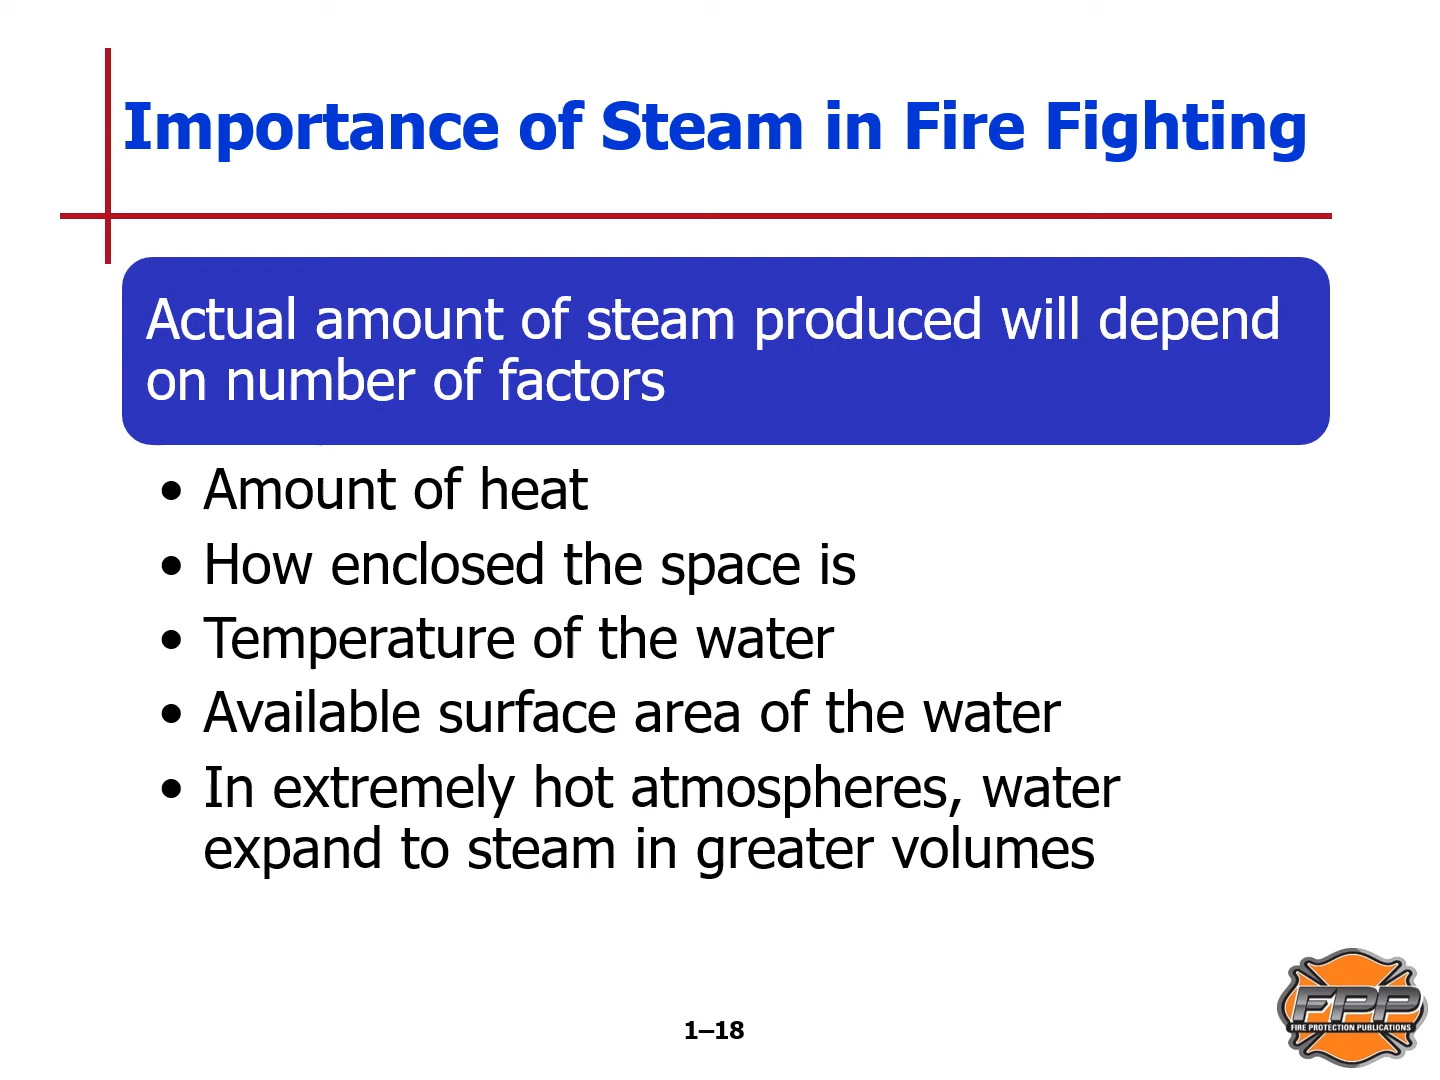 Importance of Steam in Fire Fighting
Actual amount of steam produced will depend
on number of factors
• Amount of heat
• How enclosed the space is
• Temperature of the water
• Available surface area of the water
• In extremely hot atmospheres, water
expand to steam in greater volumes
1–18
FPP
FIRE PROTECTION PUBLICATIONS